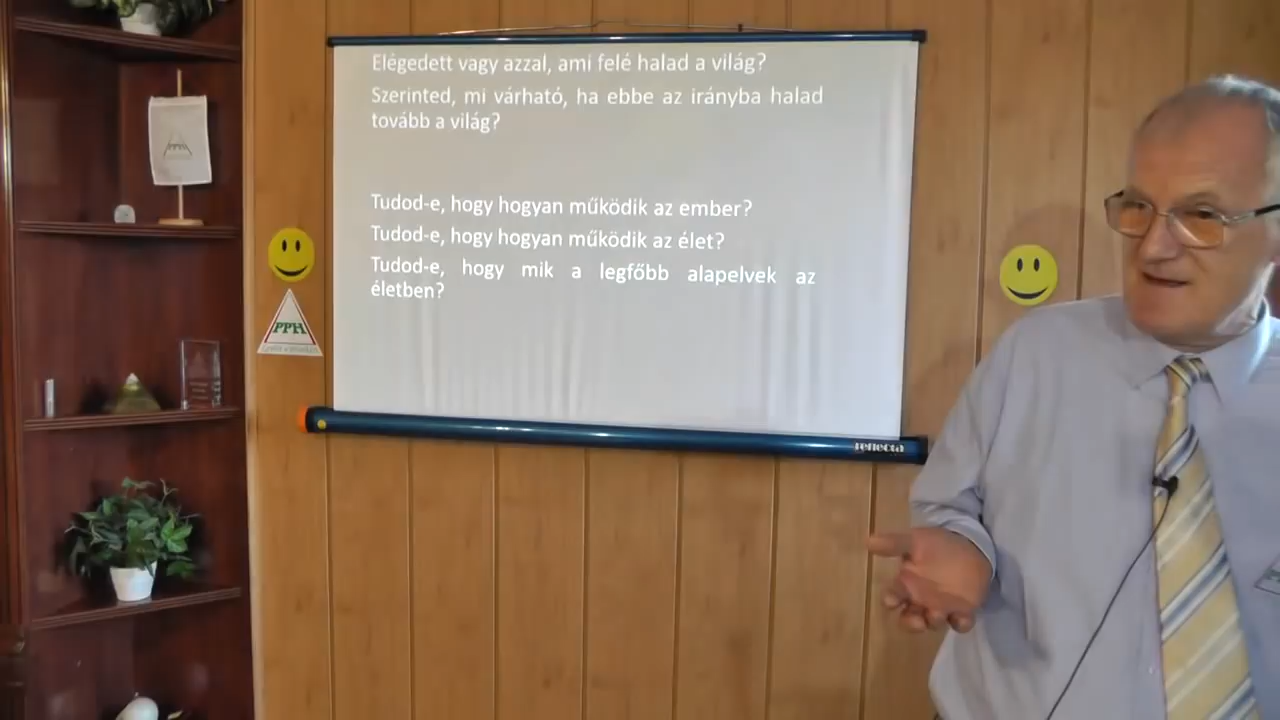 Elégedett vagy azzal, ami felé halad a világ?
Szerinted, mi várható, ha ebbe az irányba halad
tovább a világ?
Tudod-e, hogy hogyan működik az ember?
Tudod-e, hogy hogyan működik az élet?
Tudod-e, hogy mik a legfőbb alapelvek az
életben?
PPH
PPH
reflecta